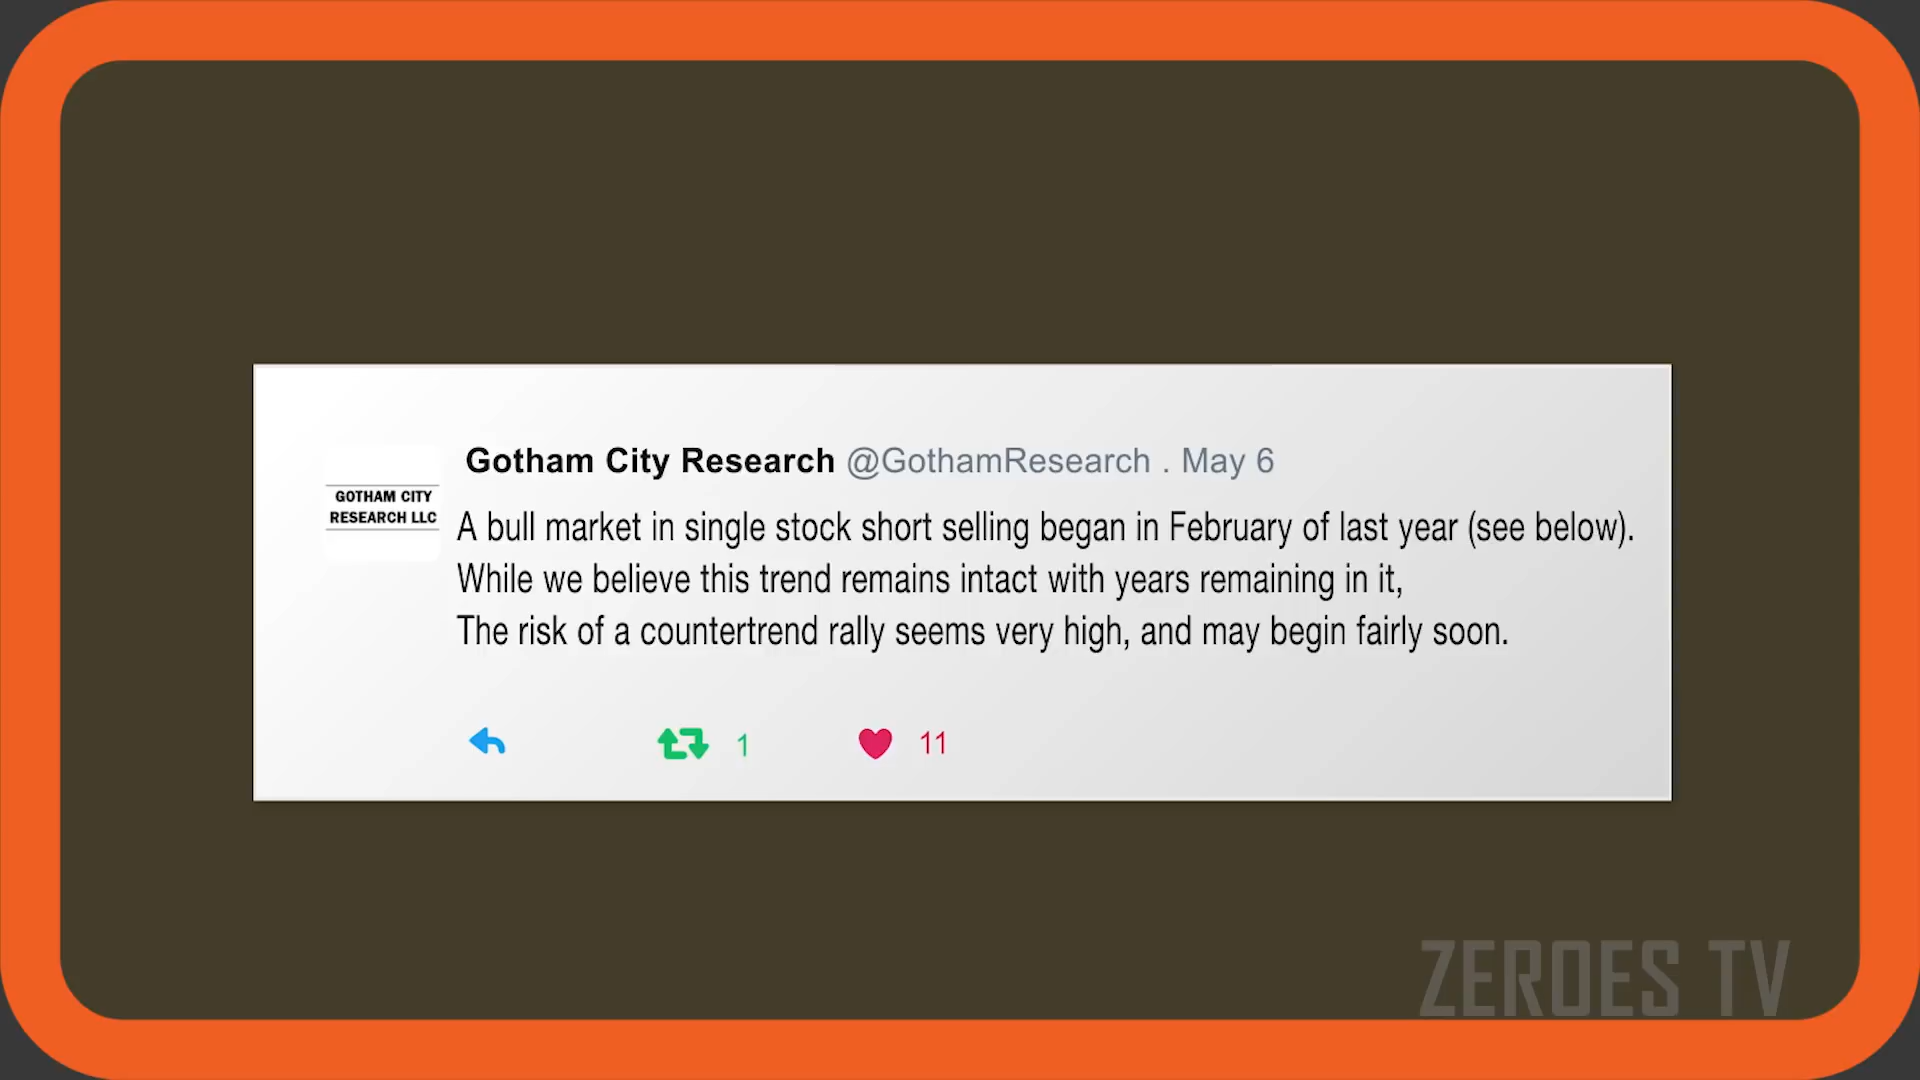 Gotham City Research @GothamResearch . May 6
GOTHAM CITY
RESEARCH LLC
A bull market in single stock short selling began in February of last year (see below).
While we believe this trend remains intact with years remaining in it,
The risk of a countertrend rally seems very high, and may begin fairly soon.
1 11
ZEROES TV